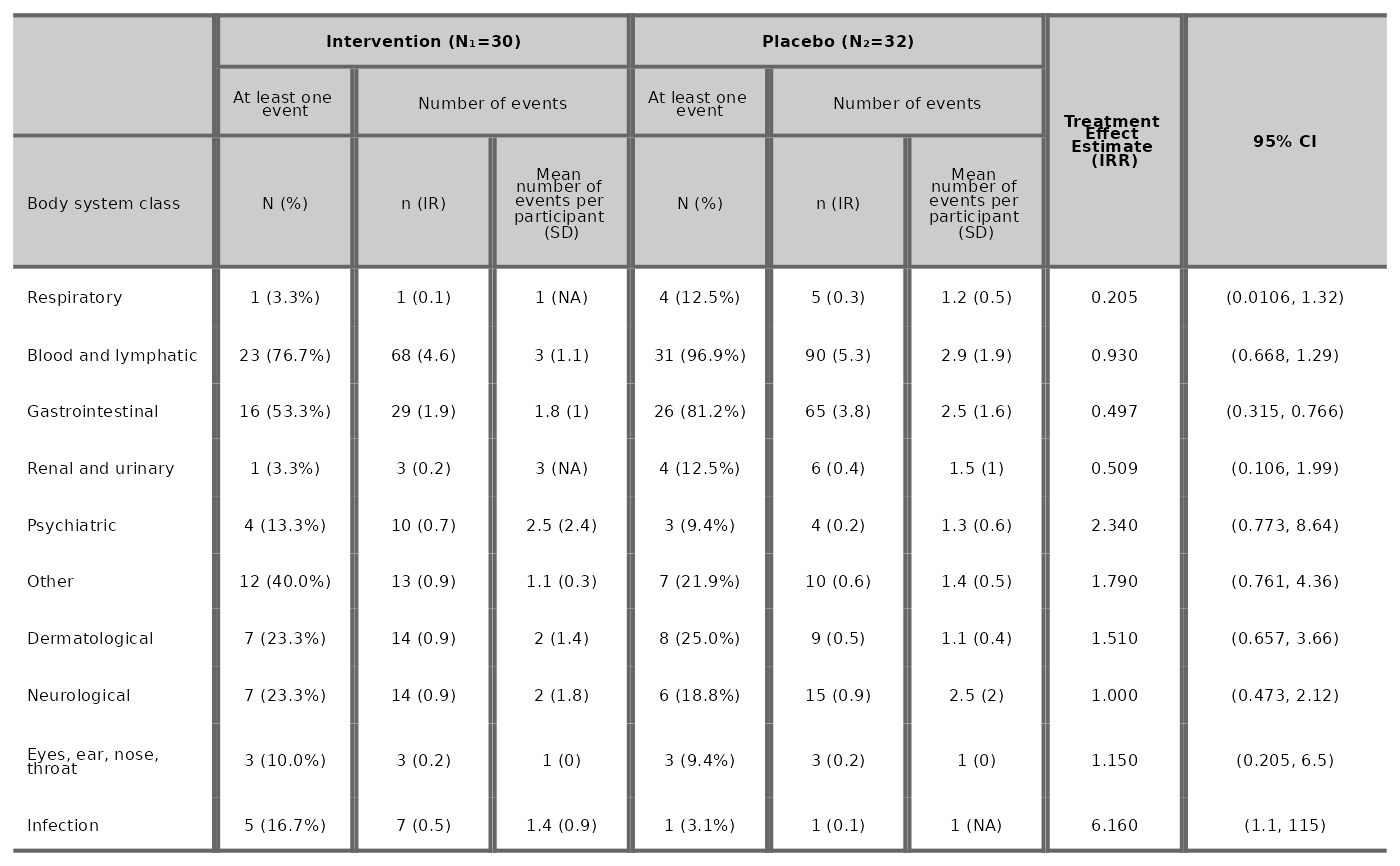 Intervention (N₁=30) Placebo (N₂=32) Treatment Effect Estimate (IRR) 95% CI
At least one event Number of events At least one event Number of events
Body system class N (%) n (IR) Mean number of events per participant (SD) N (%) n (IR) Mean number of events per participant (SD)
Respiratory 1 (3.3%) 1 (0.1) 1 (NA) 4 (12.5%) 5 (0.3) 1.2 (0.5) 0.205 (0.0106, 1.32)
Blood and lymphatic 23 (76.7%) 68 (4.6) 3 (1.1) 31 (96.9%) 90 (5.3) 2.9 (1.9) 0.930 (0.668, 1.29)
Gastrointestinal 16 (53.3%) 29 (1.9) 1.8 (1) 26 (81.2%) 65 (3.8) 2.5 (1.6) 0.497 (0.315, 0.766)
Renal and urinary 1 (3.3%) 3 (0.2) 3 (NA) 4 (12.5%) 6 (0.4) 1.5 (1) 0.509 (0.106, 1.99)
Psychiatric 4 (13.3%) 10 (0.7) 2.5 (2.4) 3 (9.4%) 4 (0.2) 1.3 (0.6) 2.340 (0.773, 8.64)
Other 12 (40.0%) 13 (0.9) 1.1 (0.3) 7 (21.9%) 10 (0.6) 1.4 (0.5) 1.790 (0.761, 4.36)
Dermatological 7 (23.3%) 14 (0.9) 2 (1.4) 8 (25.0%) 9 (0.5) 1.1 (0.4) 1.510 (0.657, 3.66)
Neurological 7 (23.3%) 14 (0.9) 2 (1.8) 6 (18.8%) 15 (0.9) 2.5 (2) 1.000 (0.473, 2.12)
Eyes, ear, nose, throat 3 (10.0%) 3 (0.2) 1 (0) 3 (9.4%) 3 (0.2) 1 (0) 1.150 (0.205, 6.5)
Infection 5 (16.7%) 7 (0.5) 1.4 (0.9) 1 (3.1%) 1 (0.1) 1 (NA) 6.160 (1.1, 115)